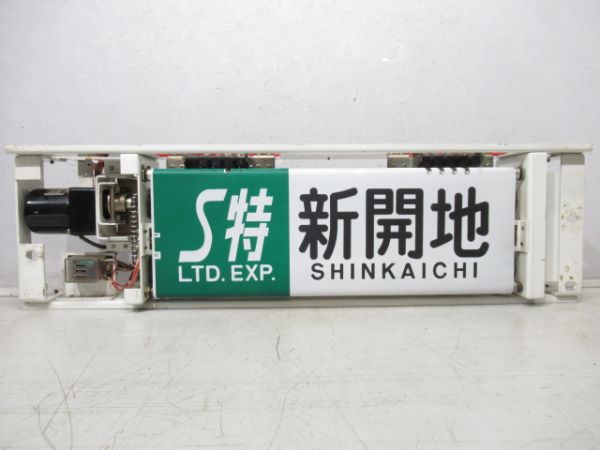 S特
LTD. EXP.
新開地
SHINKAICHI